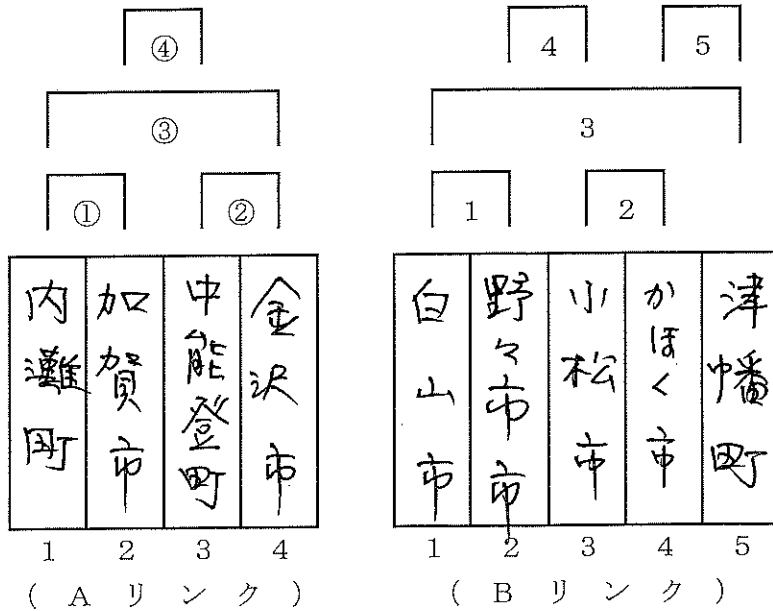 ④ 4 5
③ 3
① ② 1 2
内灘町 加賀市 中能登町 金沢市 白山市 野々市市 小松市 かほく市 津幡町
1 2 3 4 1 2 3 4 5
(Aリンク) (Bリンク)